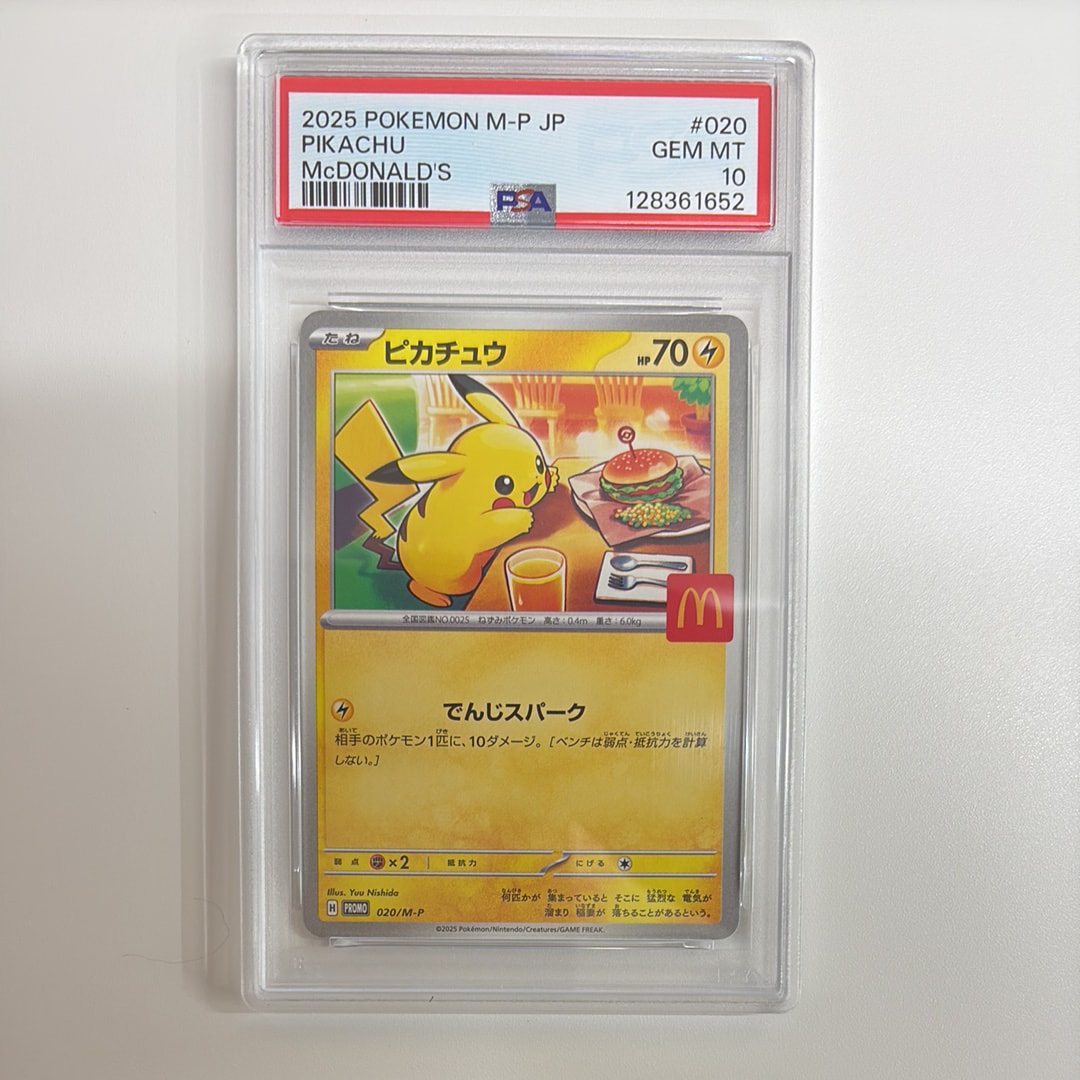 2025 POKEMON M-P JP
#020
PIKACHU
GEM MT
McDONALD'S
10
PSA
128361652
たね
ピカチュウ
HP70
全国図鑑NO.0025 ねずみポケモン 高さ:0.4m 重さ:6.0kg
でんじスパーク
相手のポケモン1匹に、10ダメージ。[ベンチは弱点・抵抗力を計算
しない。]
弱点 ×2 抵抗力 にげる
Illus. Yuu Nishida
何匹かが 集まっていると そこに 猛烈な 電気が
溜まり 稲妻が 落ちることがあるという。
H PROMO 020/M-P
©2025 Pokémon/Nintendo/Creatures/GAME FREAK.